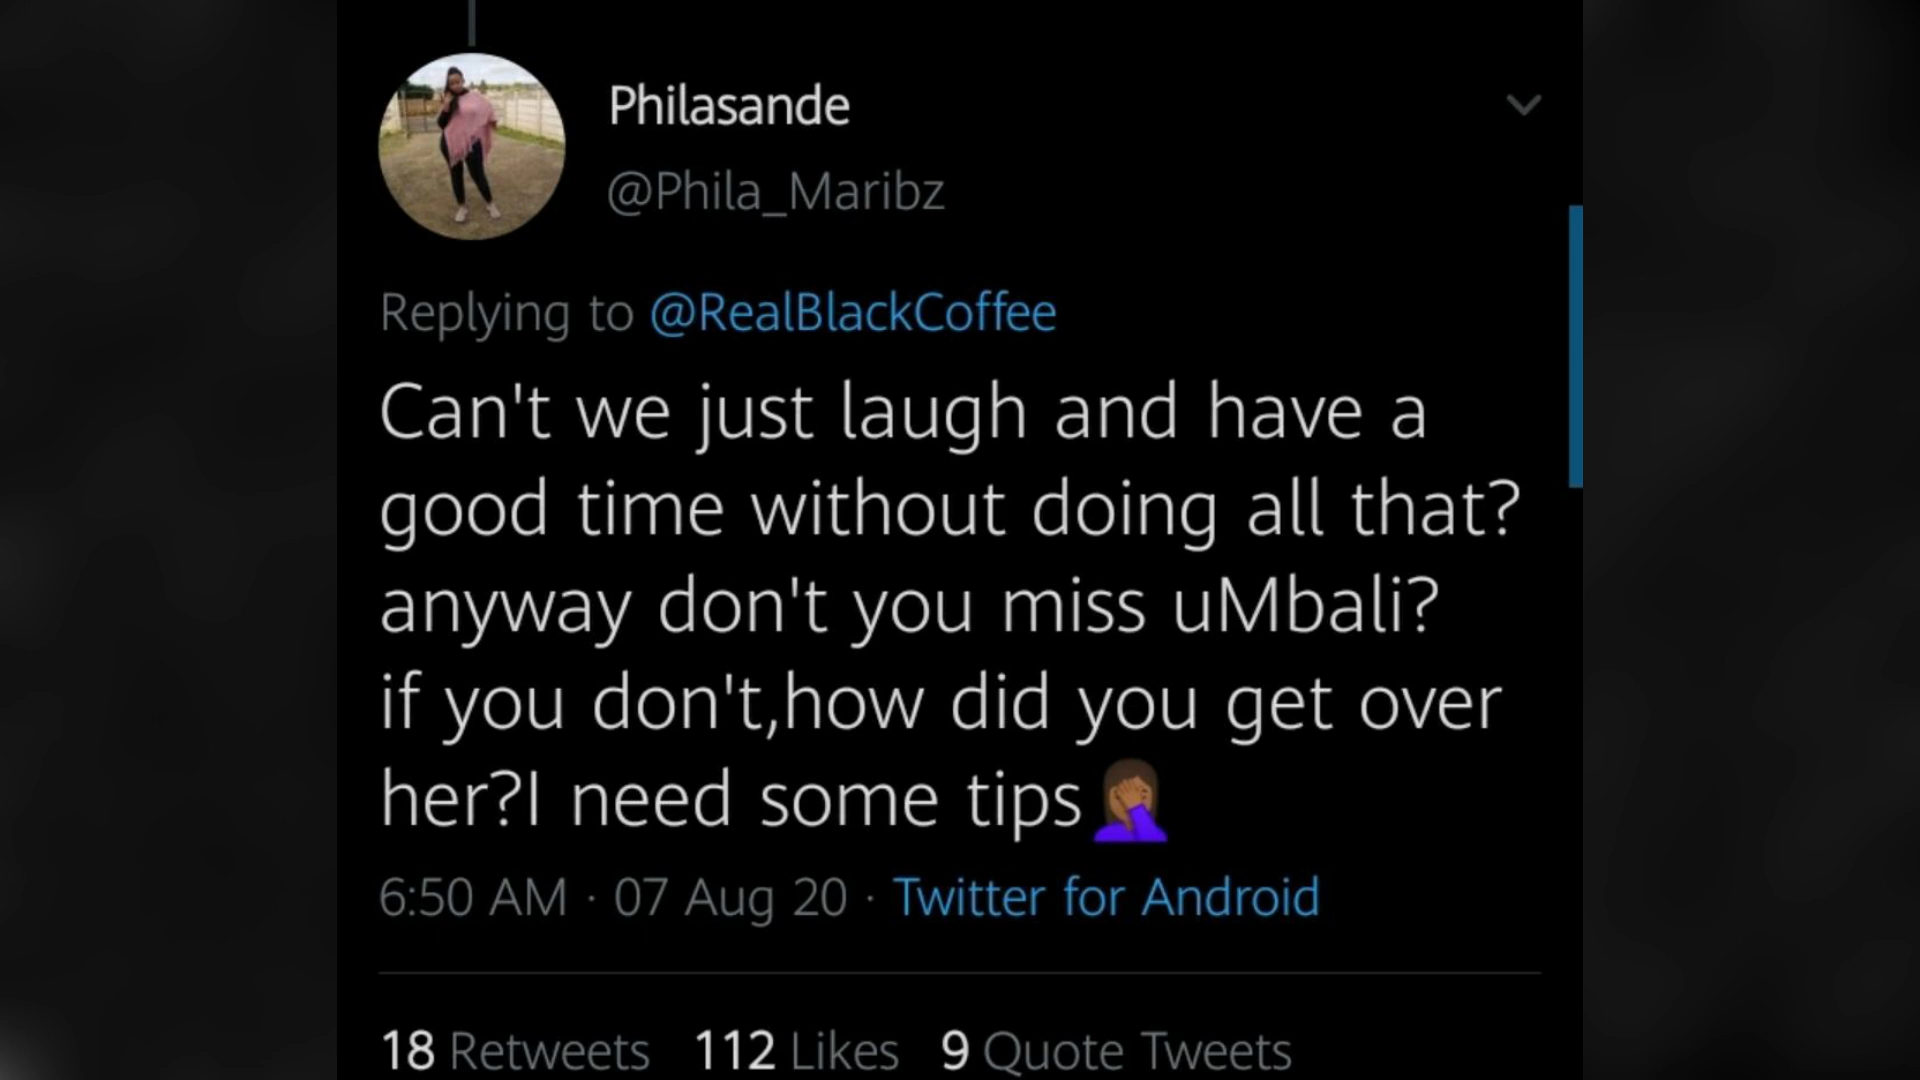 Philasande
@Phila_Maribz
Replying to @RealBlackCoffee
Can't we just laugh and have a
good time without doing all that?
anyway don't you miss uMbali?
if you don't,how did you get over
her?I need some tips🤦🏾‍♀️
6:50 AM · 07 Aug 20 · Twitter for Android
18 Retweets 112 Likes 9 Quote Tweets